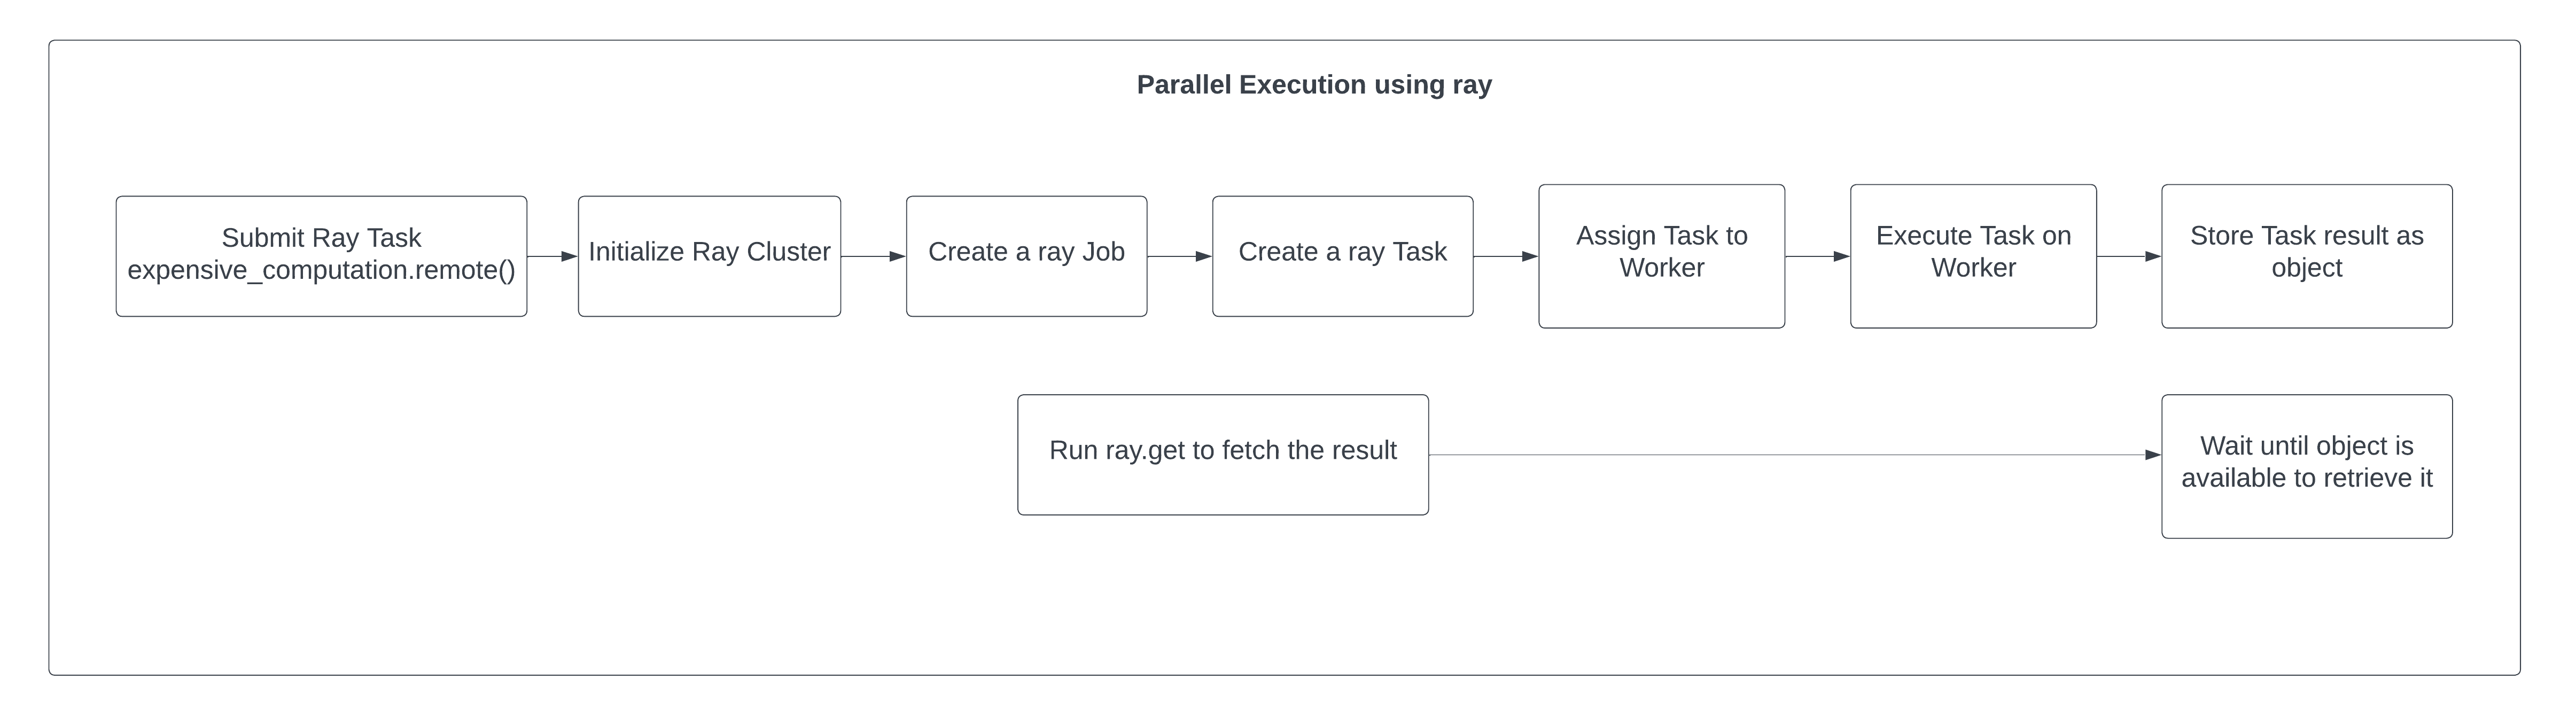 Parallel Execution using ray
Submit Ray Task
expensive_computation.remote()
Initialize Ray Cluster
Create a ray Job
Create a ray Task
Assign Task to
Worker
Execute Task on
Worker
Store Task result as
object
Run ray.get to fetch the result
Wait until object is
available to retrieve it